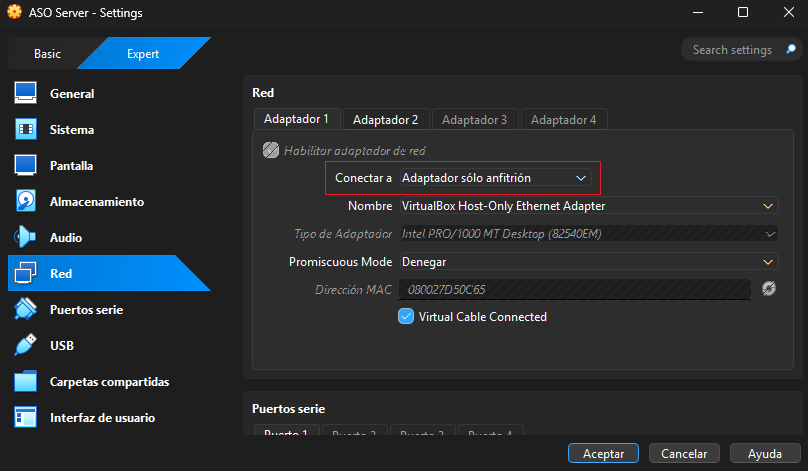 ASO Server - Settings
Basic
Expert
Search settings
General
Sistema
Pantalla
Almacenamiento
Audio
Red
Puertos serie
USB
Carpetas compartidas
Interfaz de usuario
Red
Adaptador 1
Adaptador 2
Adaptador 3
Adaptador 4
Habilitar adaptador de red
Conectar a Adaptador sólo anfitrión
Nombre VirtualBox Host-Only Ethernet Adapter
Tipo de Adaptador Intel PRO/1000 MT Desktop (82540EM)
Promiscuous Mode Denegar
Dirección MAC 080027D50C65
Virtual Cable Connected
Puertos serie
Puerto 1 Puerto 2 Puerto 3 Puerto 4
Aceptar
Cancelar
Ayuda